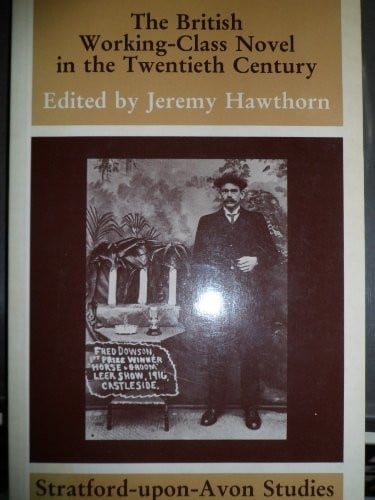 The British
Working-Class Novel
in the Twentieth Century
Edited by Jeremy Hawthorn
FRED DOWSON,
1ST PRIZE WINNER
HORSE & GROOM
LEEK SHOW, 1916,
CASTLESIDE.
Stratford-upon-Avon Studies